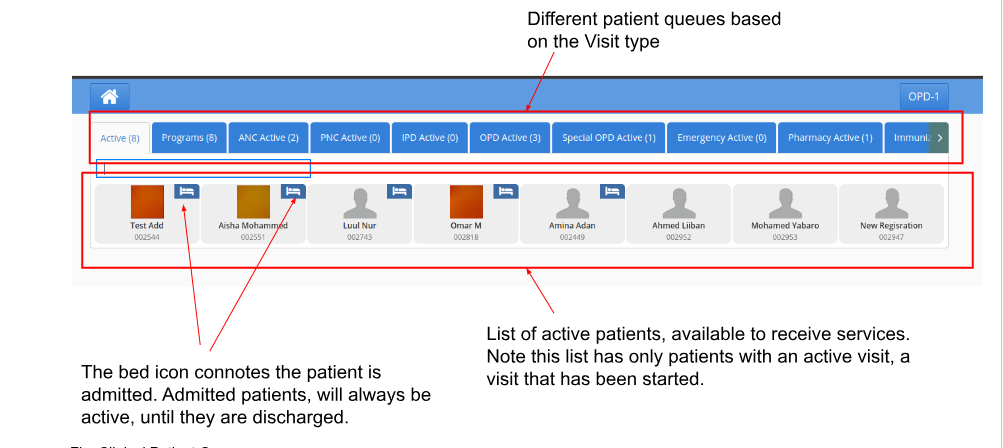 Different patient queues based
on the Visit type
OPD-1
Active (8) Programs (8) ANC Active (2) PNC Active (0) IPD Active (0) OPD Active (3) Special OPD Active (1) Emergency Active (0) Pharmacy Active (1) Immuni
Test Add Aisha Mohammed Luul Nur Omar M Amina Adan Ahmed Liiban Mohamed Yabaro New Regisration
002544 002551 002743 002818 002449 002952 002953 002947
List of active patients, available to receive services.
Note this list has only patients with an active visit, a
visit that has been started.
The bed icon connotes the patient is
admitted. Admitted patients, will always be
active, until they are discharged.